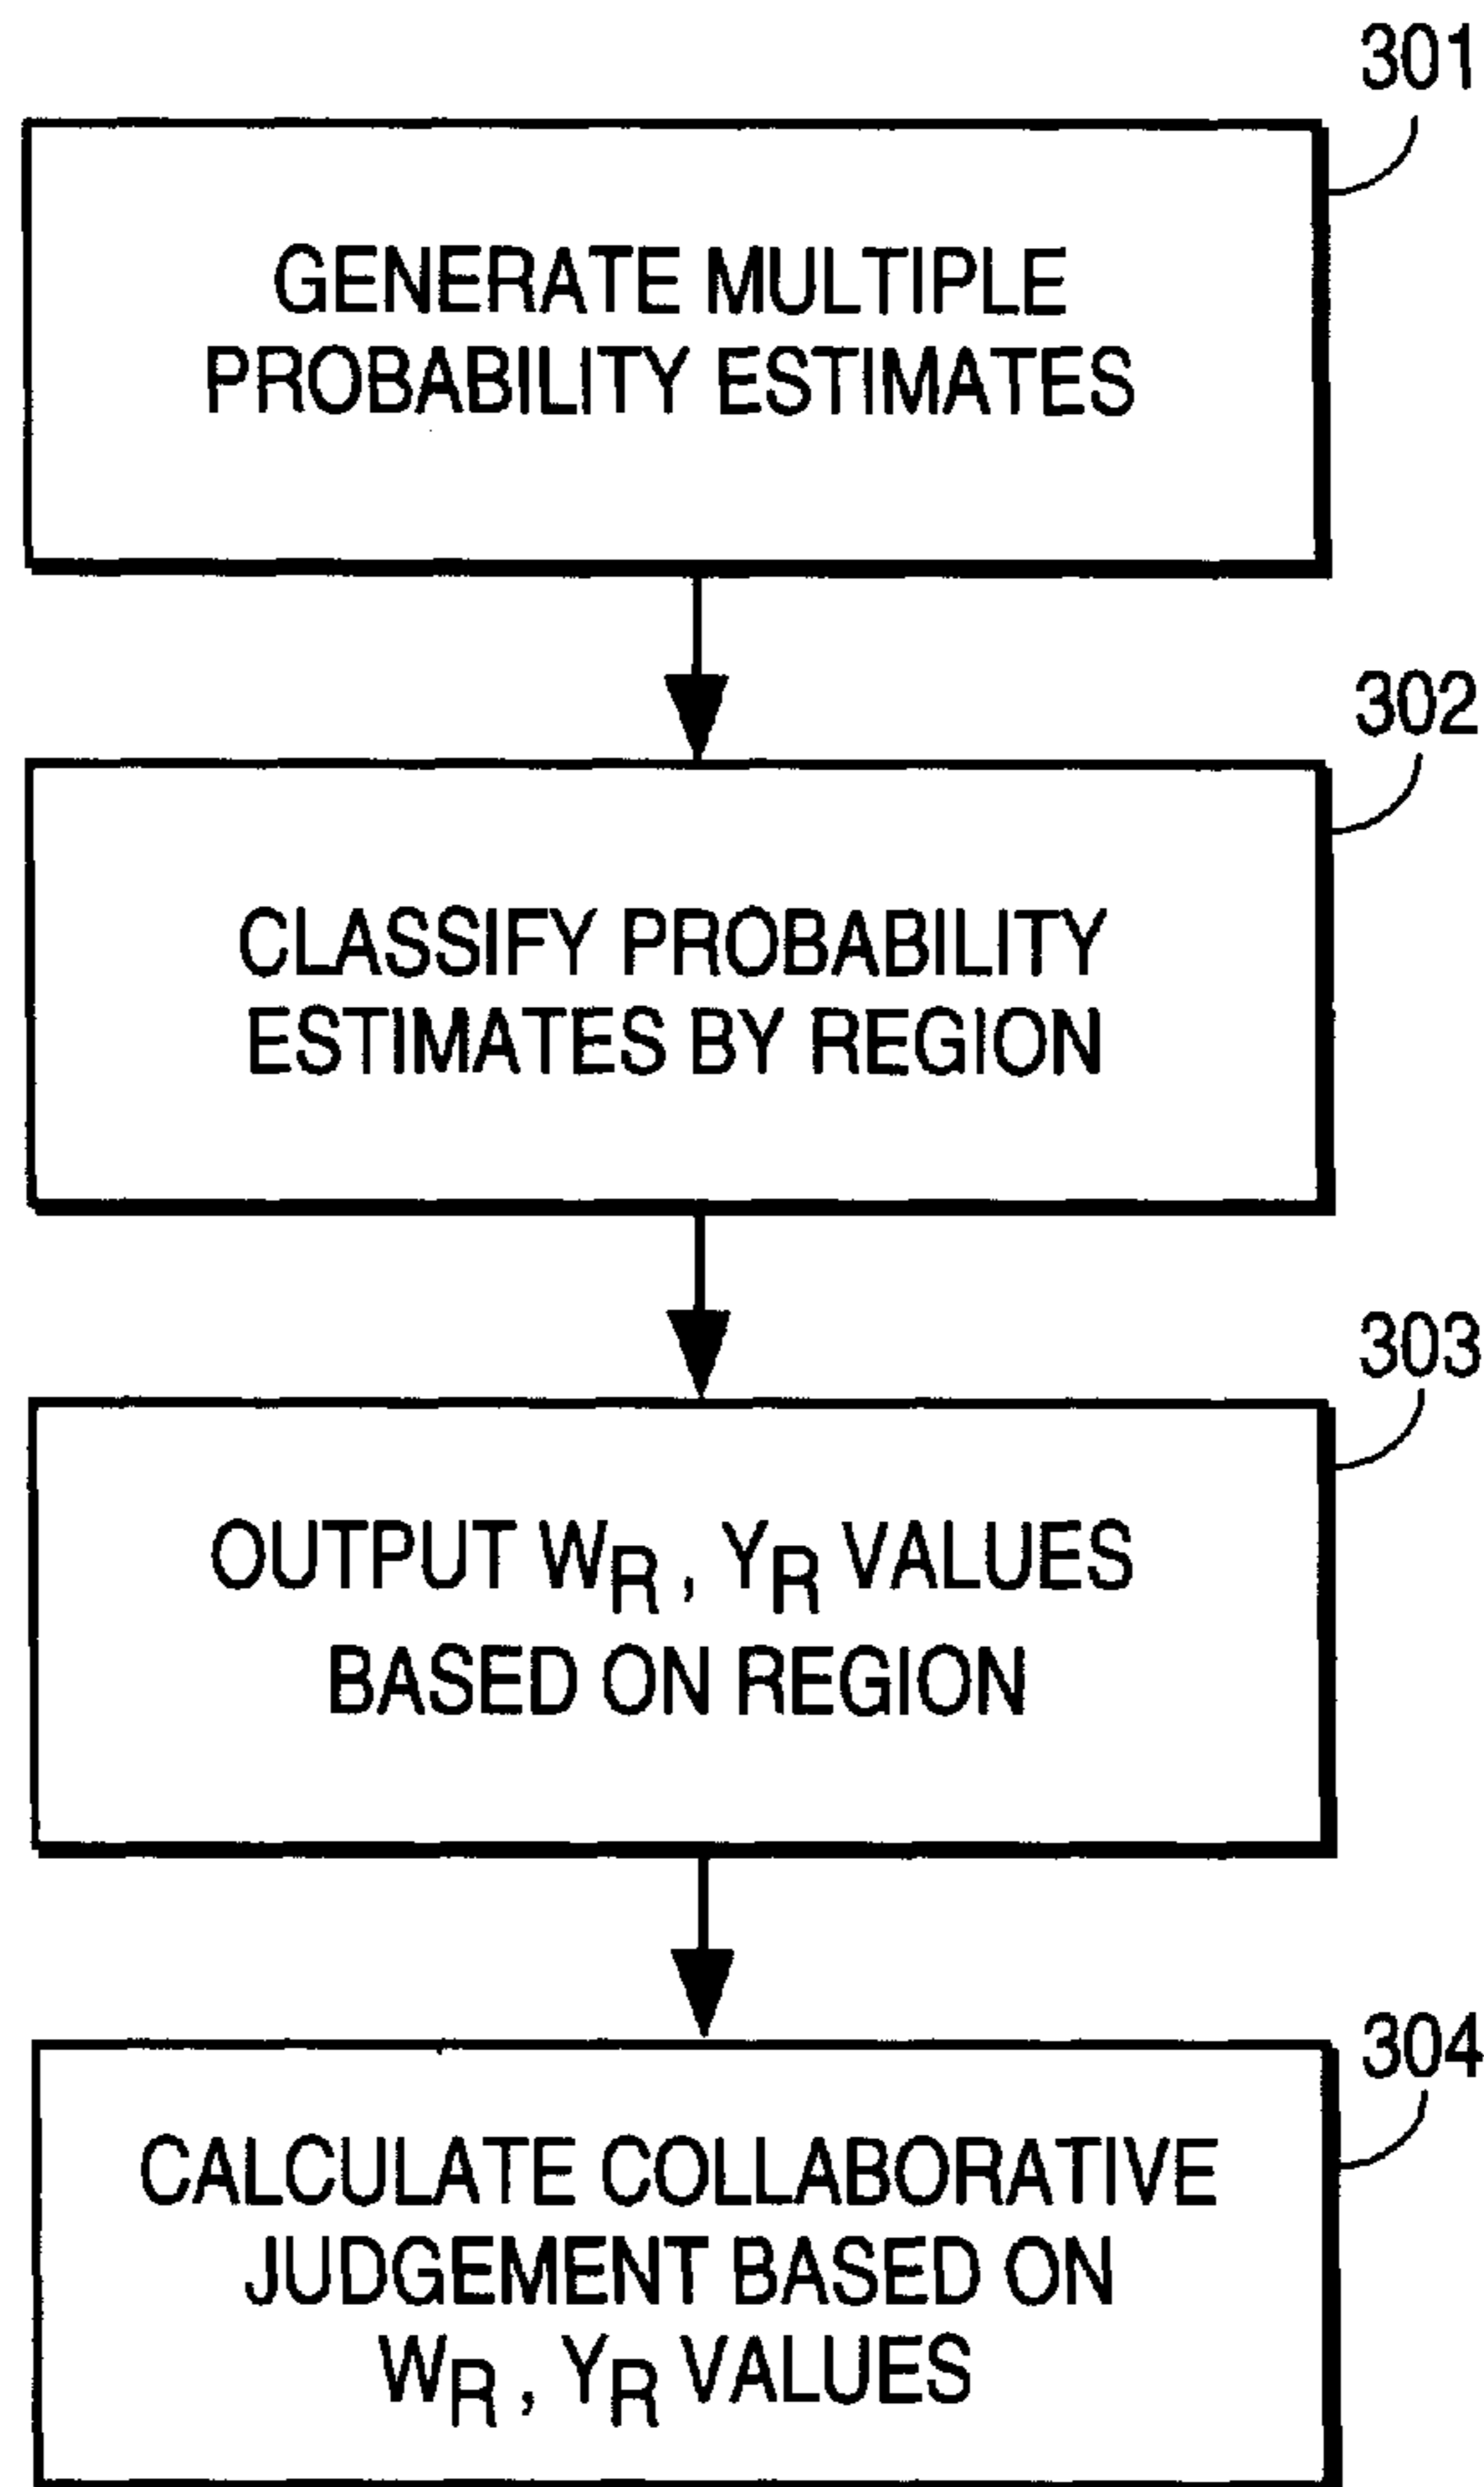 301
GENERATE MULTIPLE
PROBABILITY ESTIMATES
302
CLASSIFY PROBABILITY
ESTIMATES BY REGION
303
OUTPUT WR, YR VALUES
BASED ON REGION
304
CALCULATE COLLABORATIVE
JUDGEMENT BASED ON
WR, YR VALUES